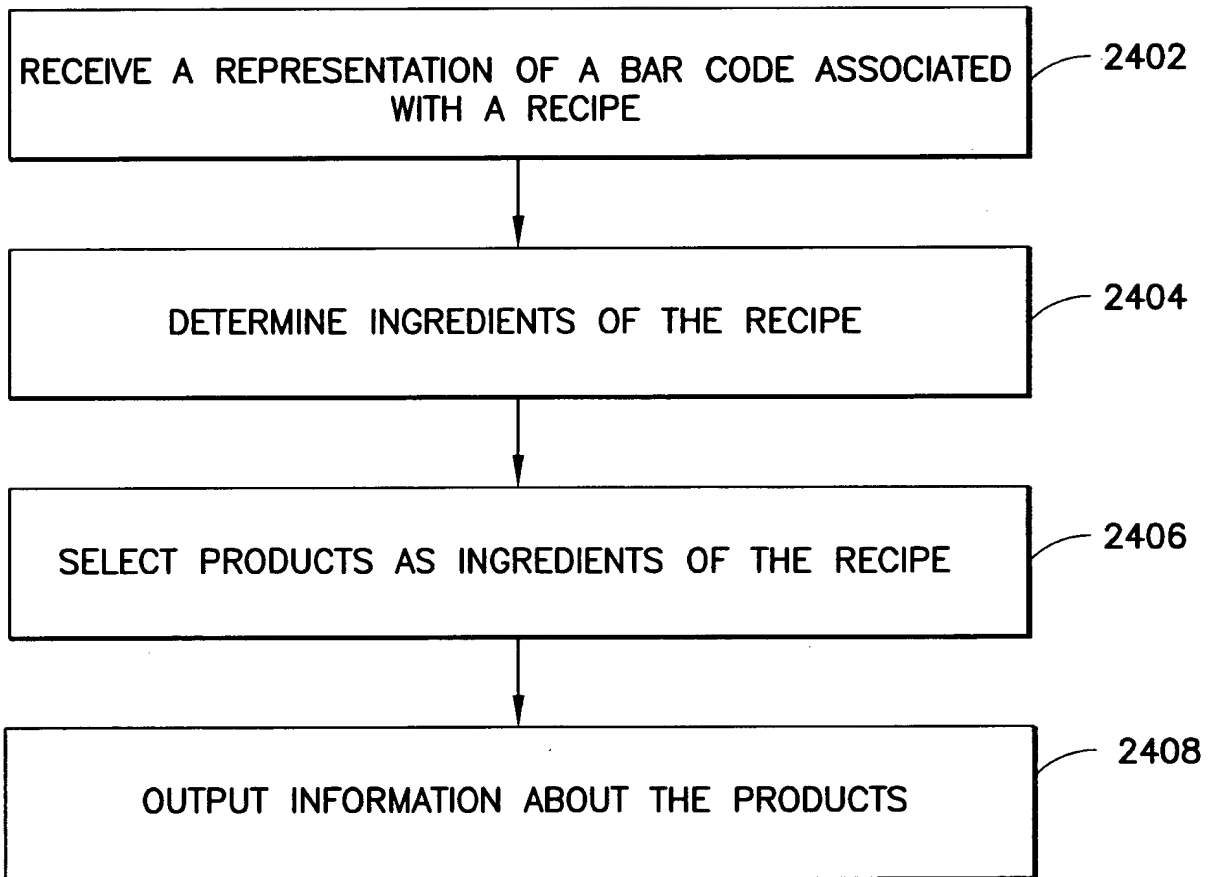 RECEIVE A REPRESENTATION OF A BAR CODE ASSOCIATED
WITH A RECIPE
2402
DETERMINE INGREDIENTS OF THE RECIPE
2404
SELECT PRODUCTS AS INGREDIENTS OF THE RECIPE
2406
OUTPUT INFORMATION ABOUT THE PRODUCTS
2408